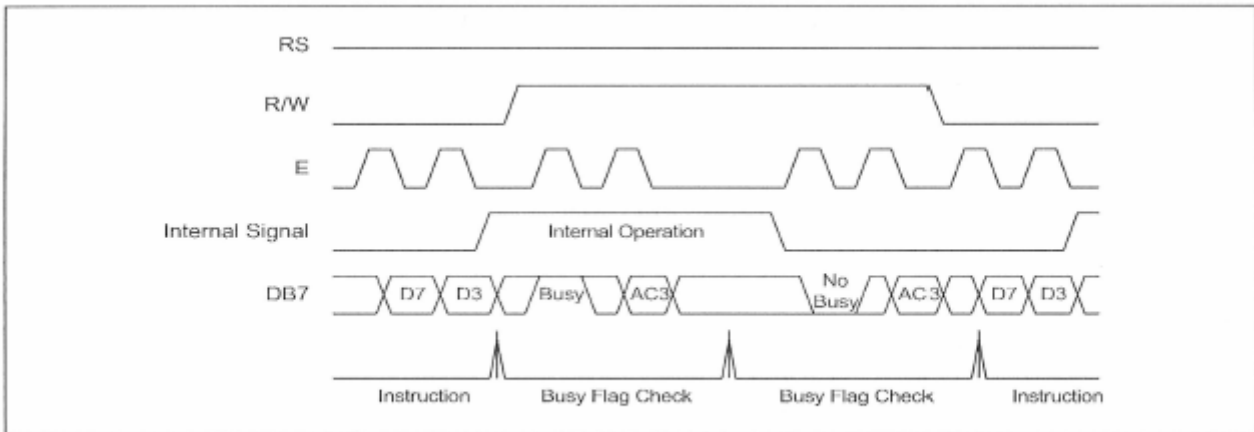 RS
R/W
E
Internal Signal
Internal Operation
DB7
D7
D3
Busy
AC3
No
Busy
AC3
D7
D3
Instruction
Busy Flag Check
Busy Flag Check
Instruction